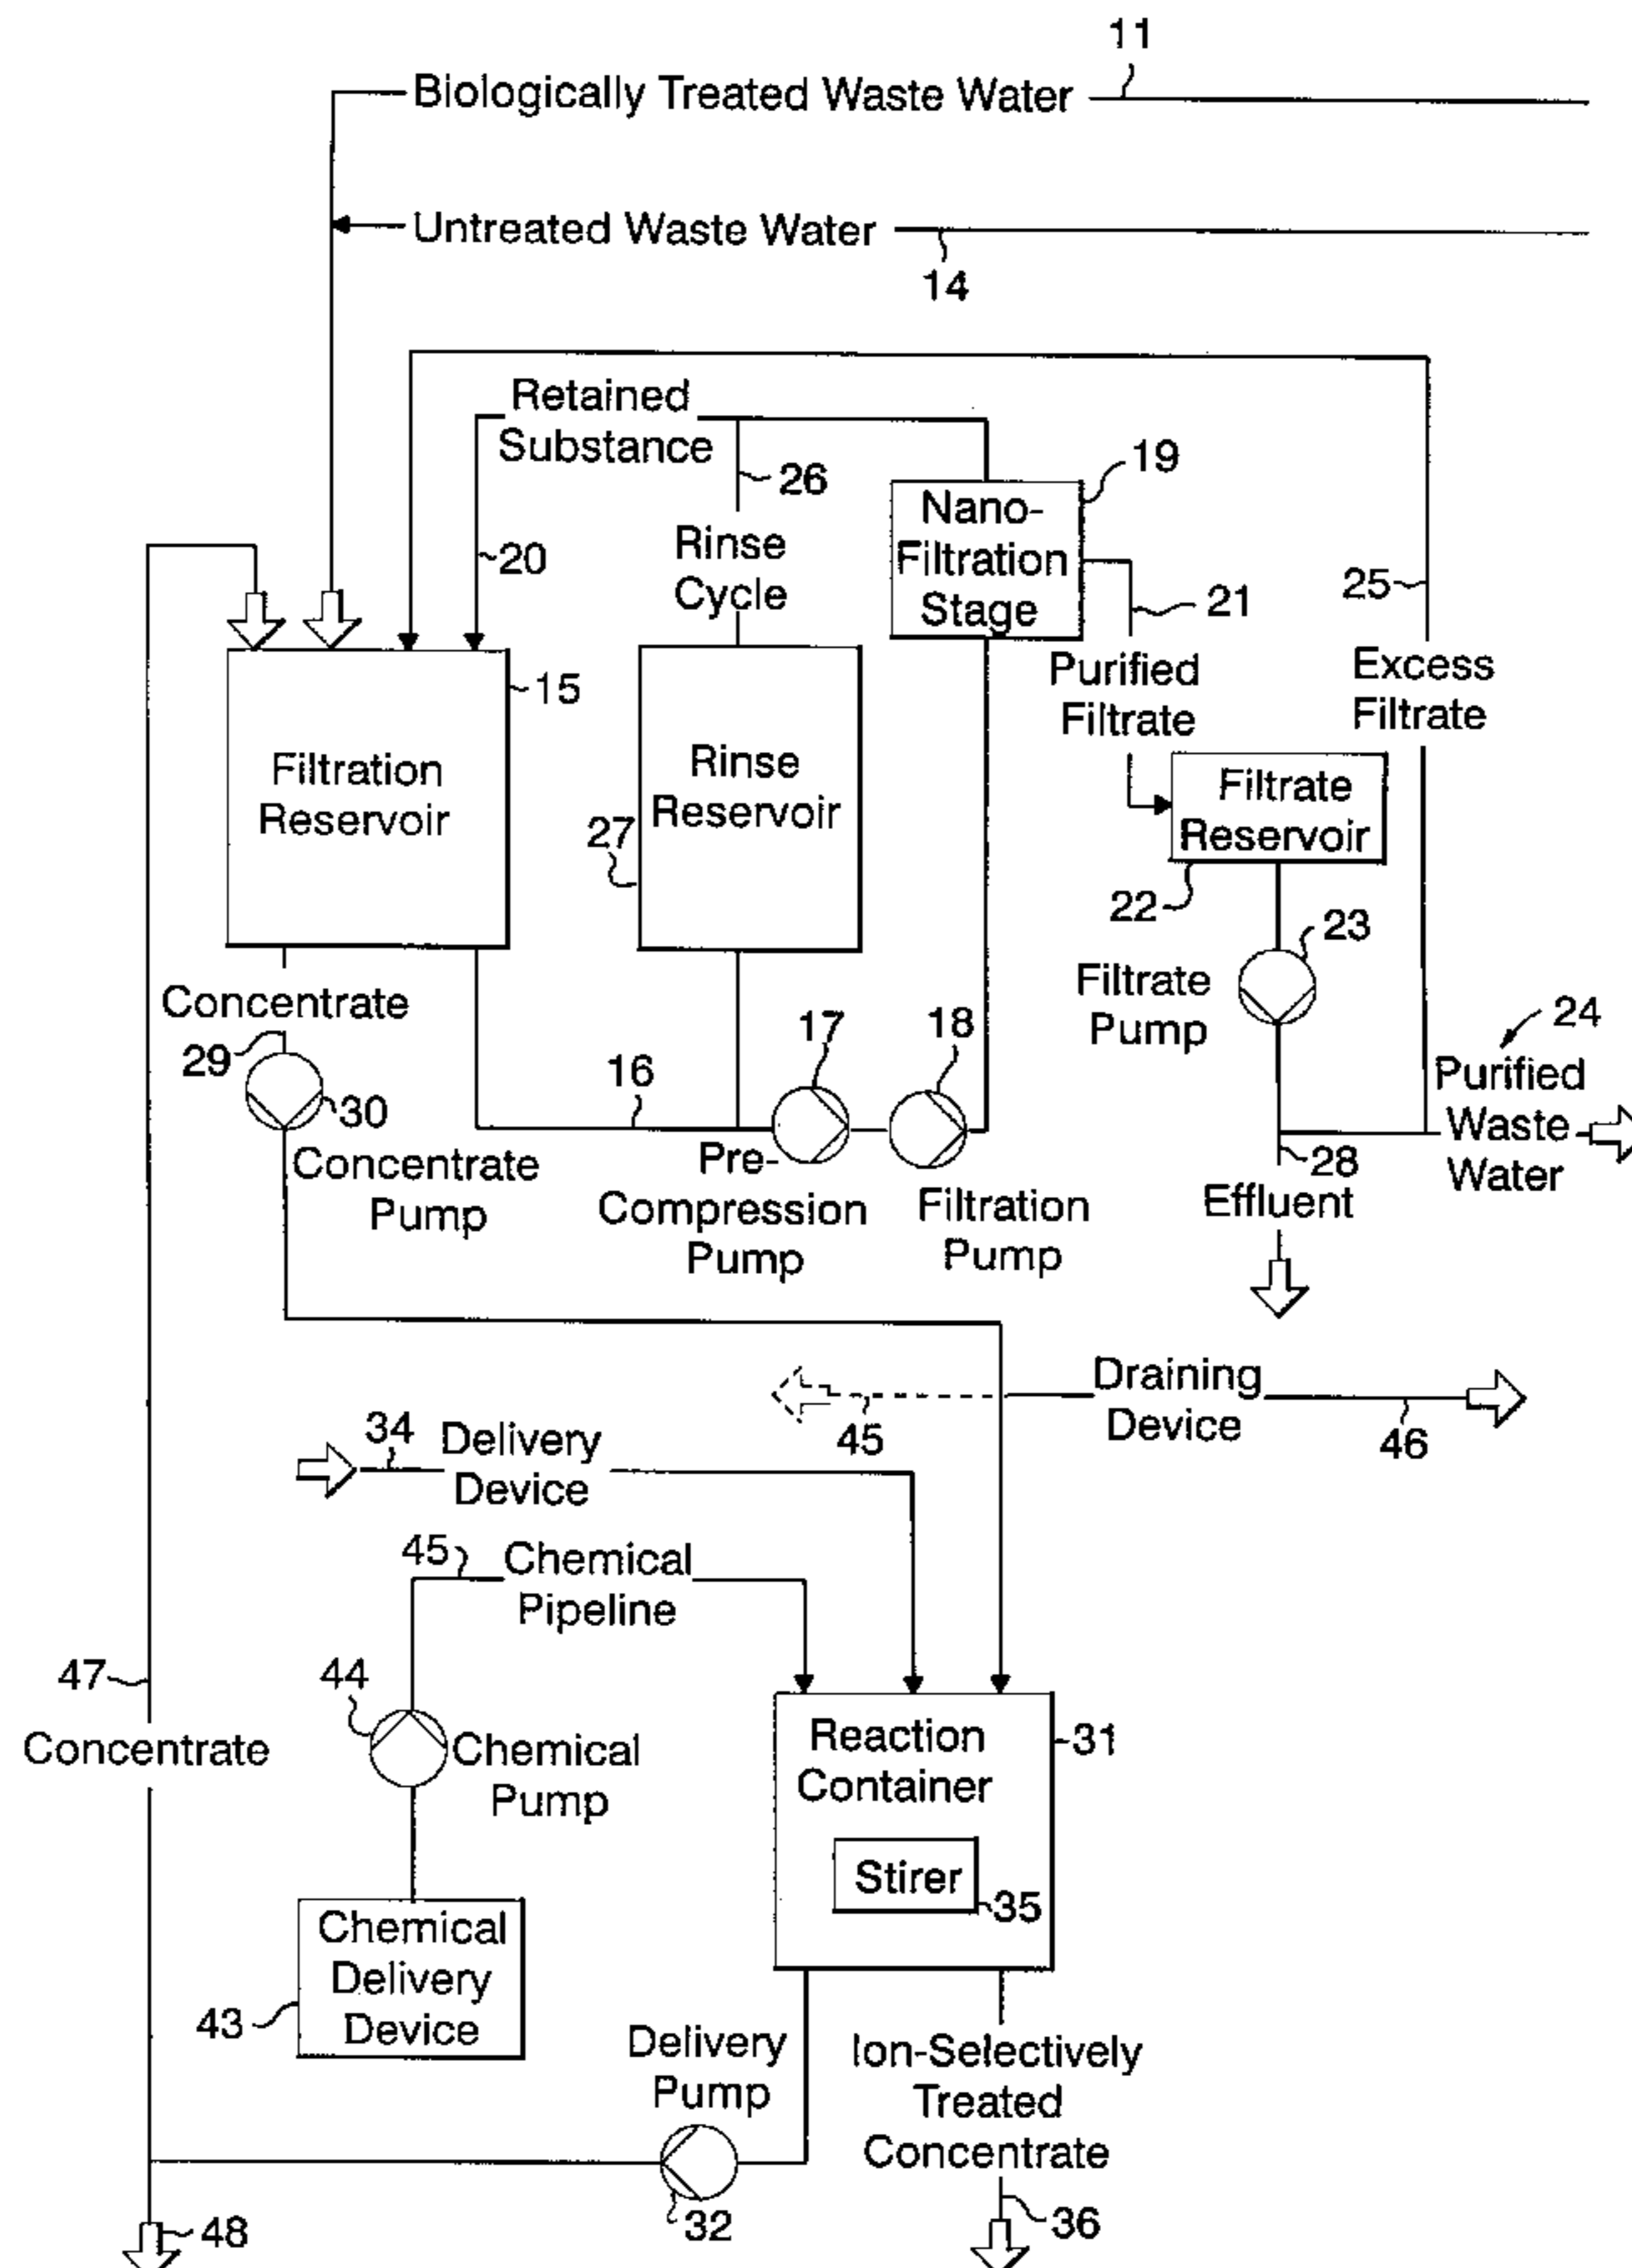 11
Biologically Treated Waste Water
Untreated Waste Water
14
Retained
Substance
26
19
Nano-
Filtration
Stage
Rinse
Cycle
20
25
21
15
Purified
Filtrate
Excess
Filtrate
Filtration
Reservoir
Rinse
Reservoir
27
Filtrate
Reservoir
22
23
Filtrate
Pump
Concentrate
29
30
Concentrate
Pump
16
17
18
Pre-
Compression
Pump
Filtration
Pump
24
Purified
Waste
Water
28
Effluent
Draining
Device
45
46
34
Delivery
Device
45
Chemical
Pipeline
47
44
Concentrate
Chemical
Pump
Reaction
Container
31
Stirer
35
Chemical
Delivery
Device
43
Delivery
Pump
Ion-Selectively
Treated
Concentrate
32
36
48